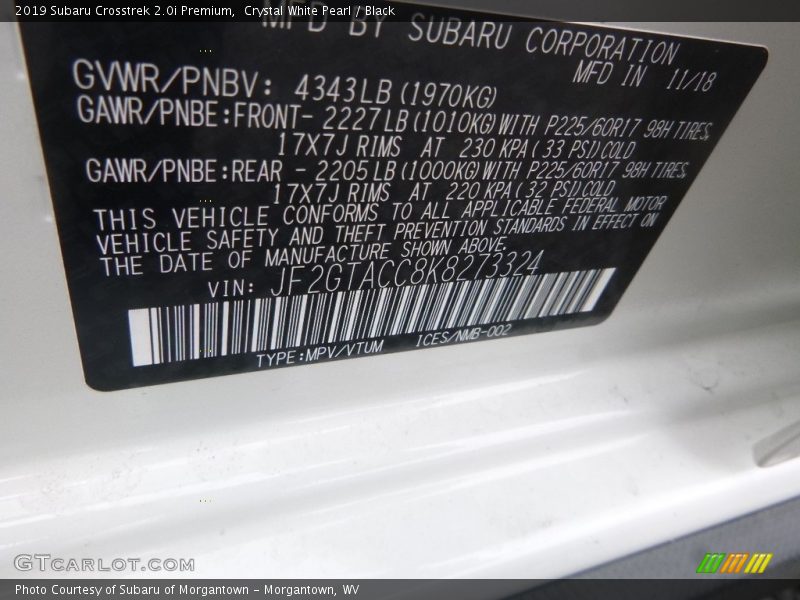 2019 Subaru Crosstrek 2.0i Premium, Crystal White Pearl / Black
MFD BY SUBARU CORPORATION
MFD IN 11/18
GVWR/PNBV: 4343LB (1970KG)
GAWR/PNBE:FRONT- 2227LB (1010KG) WITH P225/60R17 98H TIRES,
17X7J RIMS AT 230 KPA ( 33 PSI) COLD
GAWR/PNBE:REAR - 2205LB (1000KG) WITH P225/60R17 98H TIRES,
17X7J RIMS AT 220 KPA ( 32 PSI) COLD
THIS VEHICLE CONFORMS TO ALL APPLICABLE FEDERAL MOTOR
VEHICLE SAFETY AND THEFT PREVENTION STANDARDS IN EFFECT ON
THE DATE OF MANUFACTURE SHOWN ABOVE.
VIN: JF2GTACC8K8273324
TYPE:MPV/VTUM ICES/NMB-002
GTCARLOT.COM
Photo Courtesy of Subaru of Morgantown - Morgantown, WV